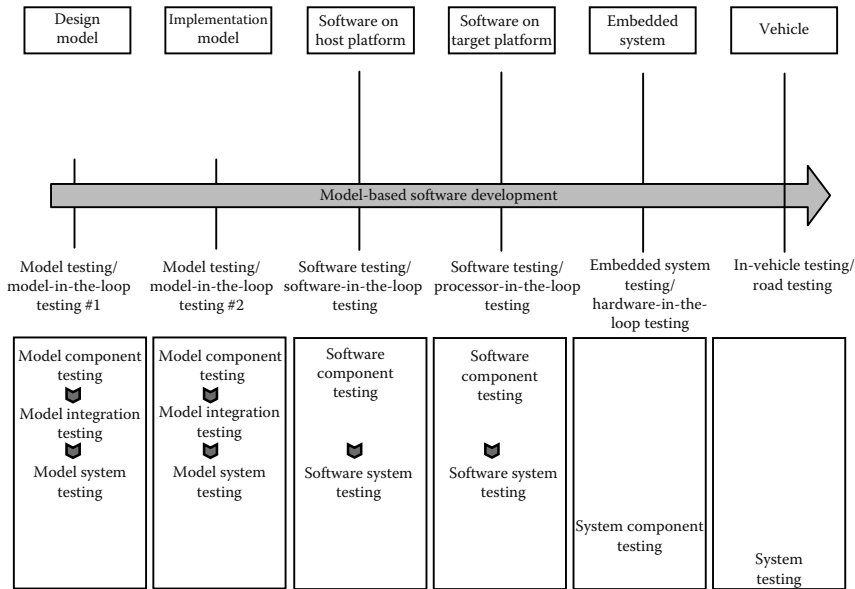 Design
model
Implementation
model
Software on
host platform
Software on
target platform
Embedded
system
Vehicle
Model-based software development
Model testing/
model-in-the-loop
testing #1
Model testing/
model-in-the-loop
testing #2
Software testing/
software-in-the-loop
testing
Software testing/
processor-in-the-loop
testing
Embedded system
testing/
hardware-in-the-
loop testing
In-vehicle testing/
road testing
Model component
testing
Model integration
testing
Model system
testing
Model component
testing
Model integration
testing
Model system
testing
Software
component
testing
Software system
testing
Software
component
testing
Software system
testing
System component
testing
System
testing